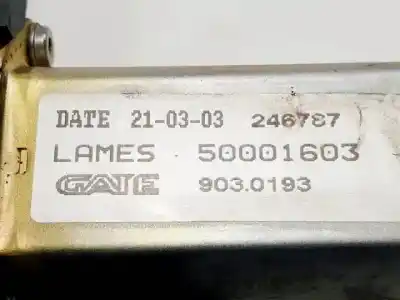 DATE 21-03-03 246787
LAMES 50001603
GATE 903.0193